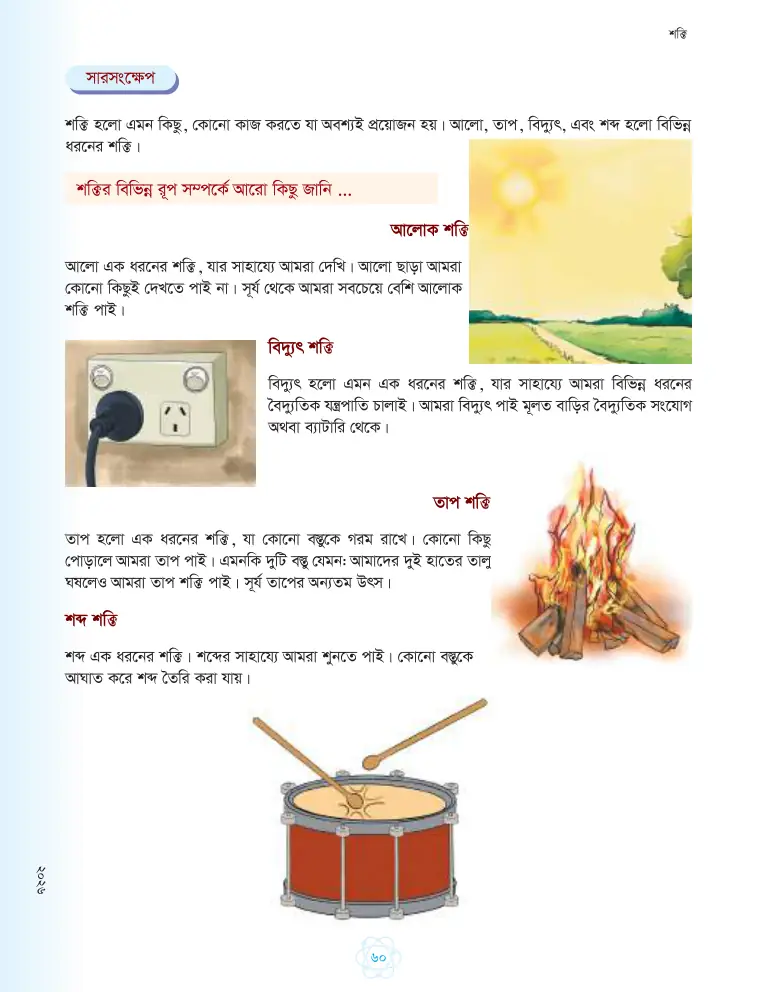 শক্তি
সারসংক্ষেপ
শক্তি হলো এমন কিছু, কোনো কাজ করতে যা অবশ্যই প্রয়োজন হয়। আলো, তাপ, বিদ্যুৎ, এবং শব্দ হলো বিভিন্ন
ধরনের শক্তি।
শক্তির বিভিন্ন রূপ সম্পর্কে আরো কিছু জানি ...
আলোক শক্তি
আলো এক ধরনের শক্তি, যার সাহায্যে আমরা দেখি। আলো ছাড়া আমরা
কোনো কিছুই দেখতে পাই না। সূর্য থেকে আমরা সবচেয়ে বেশি আলোক
শক্তি পাই।
বিদ্যুৎ শক্তি
বিদ্যুৎ হলো এমন এক ধরনের শক্তি, যার সাহায্যে আমরা বিভিন্ন ধরনের
বৈদ্যুতিক যন্ত্রপাতি চালাই। আমরা বিদ্যুৎ পাই মূলত বাড়ির বৈদ্যুতিক সংযোগ
অথবা ব্যাটারি থেকে।
তাপ শক্তি
তাপ হলো এক ধরনের শক্তি, যা কোনো বস্তুকে গরম রাখে। কোনো কিছু
পোড়ালে আমরা তাপ পাই। এমনকি দুটি বস্তু যেমন: আমাদের দুই হাতের তালু
ঘষলেও আমরা তাপ শক্তি পাই। সূর্য তাপের অন্যতম উৎস।
শব্দ শক্তি
শব্দ এক ধরনের শক্তি। শব্দের সাহায্যে আমরা শুনতে পাই। কোনো বস্তুকে
আঘাত করে শব্দ তৈরি করা যায়।
২০২৫
৬০